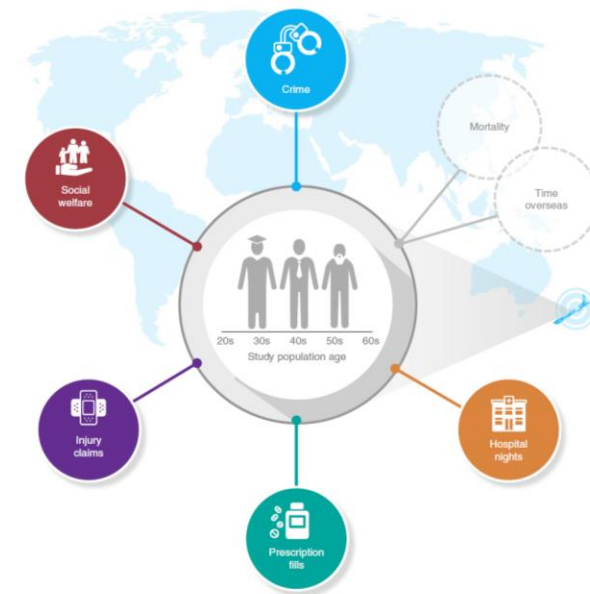 Crime
Mortality
Social
welfare
Time
overseas
20s 30s 40s 50s 60s
Study population age
Injury
claims
Hospital
nights
Prescription
fills